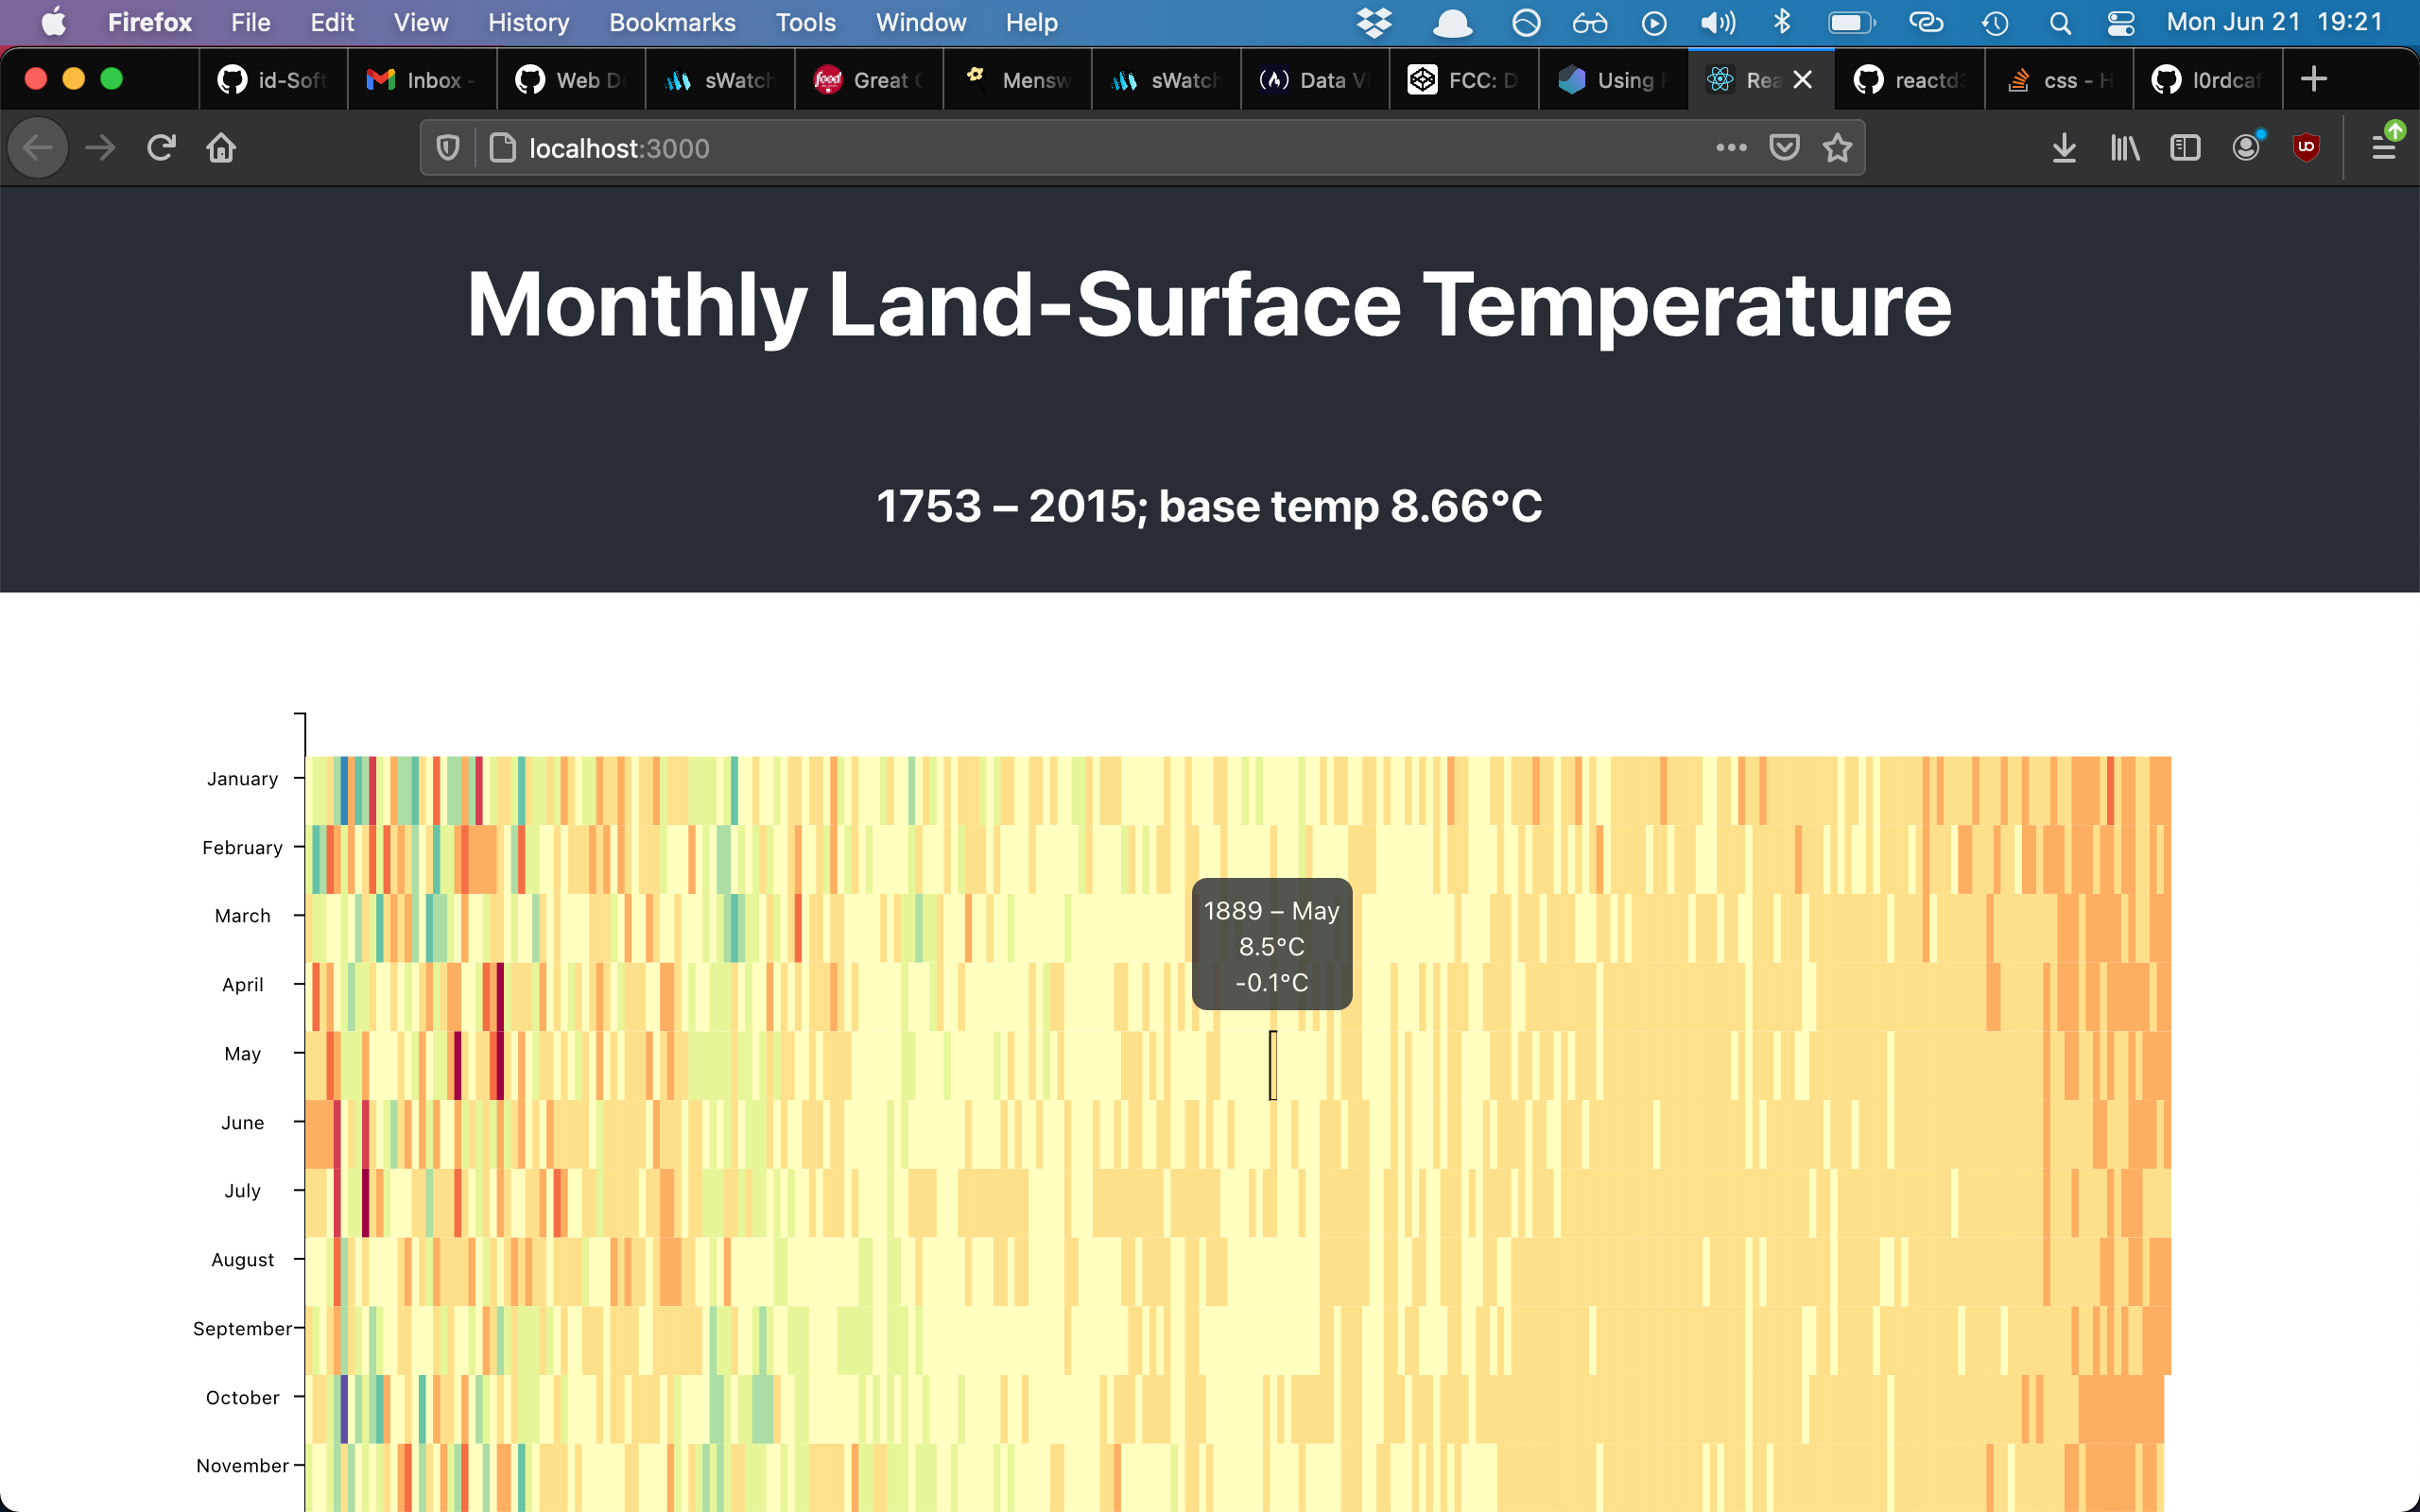 Firefox File Edit View History Bookmarks Tools Window Help Mon Jun 21 19:21
id-Soft Inbox - Web D sWatch Great Mensw sWatch Data Vi FCC: D Using Rea reactd3 css - H l0rdcaf
localhost:3000
Monthly Land-Surface Temperature
1753 – 2015; base temp 8.66°C
January
February
March
1889 – May
8.5°C
-0.1°C
April
May
June
July
August
September
October
November